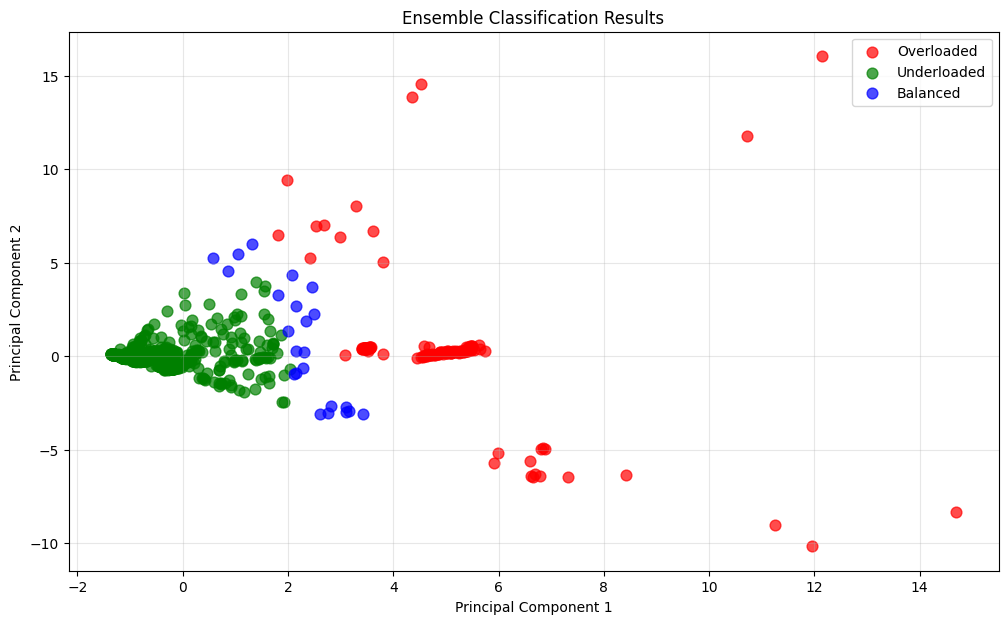 Ensemble Classification Results
Overloaded
Underloaded
Balanced
Principal Component 2
15
10
5
0
−5
−10
−2
0
2
4
6
8
10
12
14
Principal Component 1